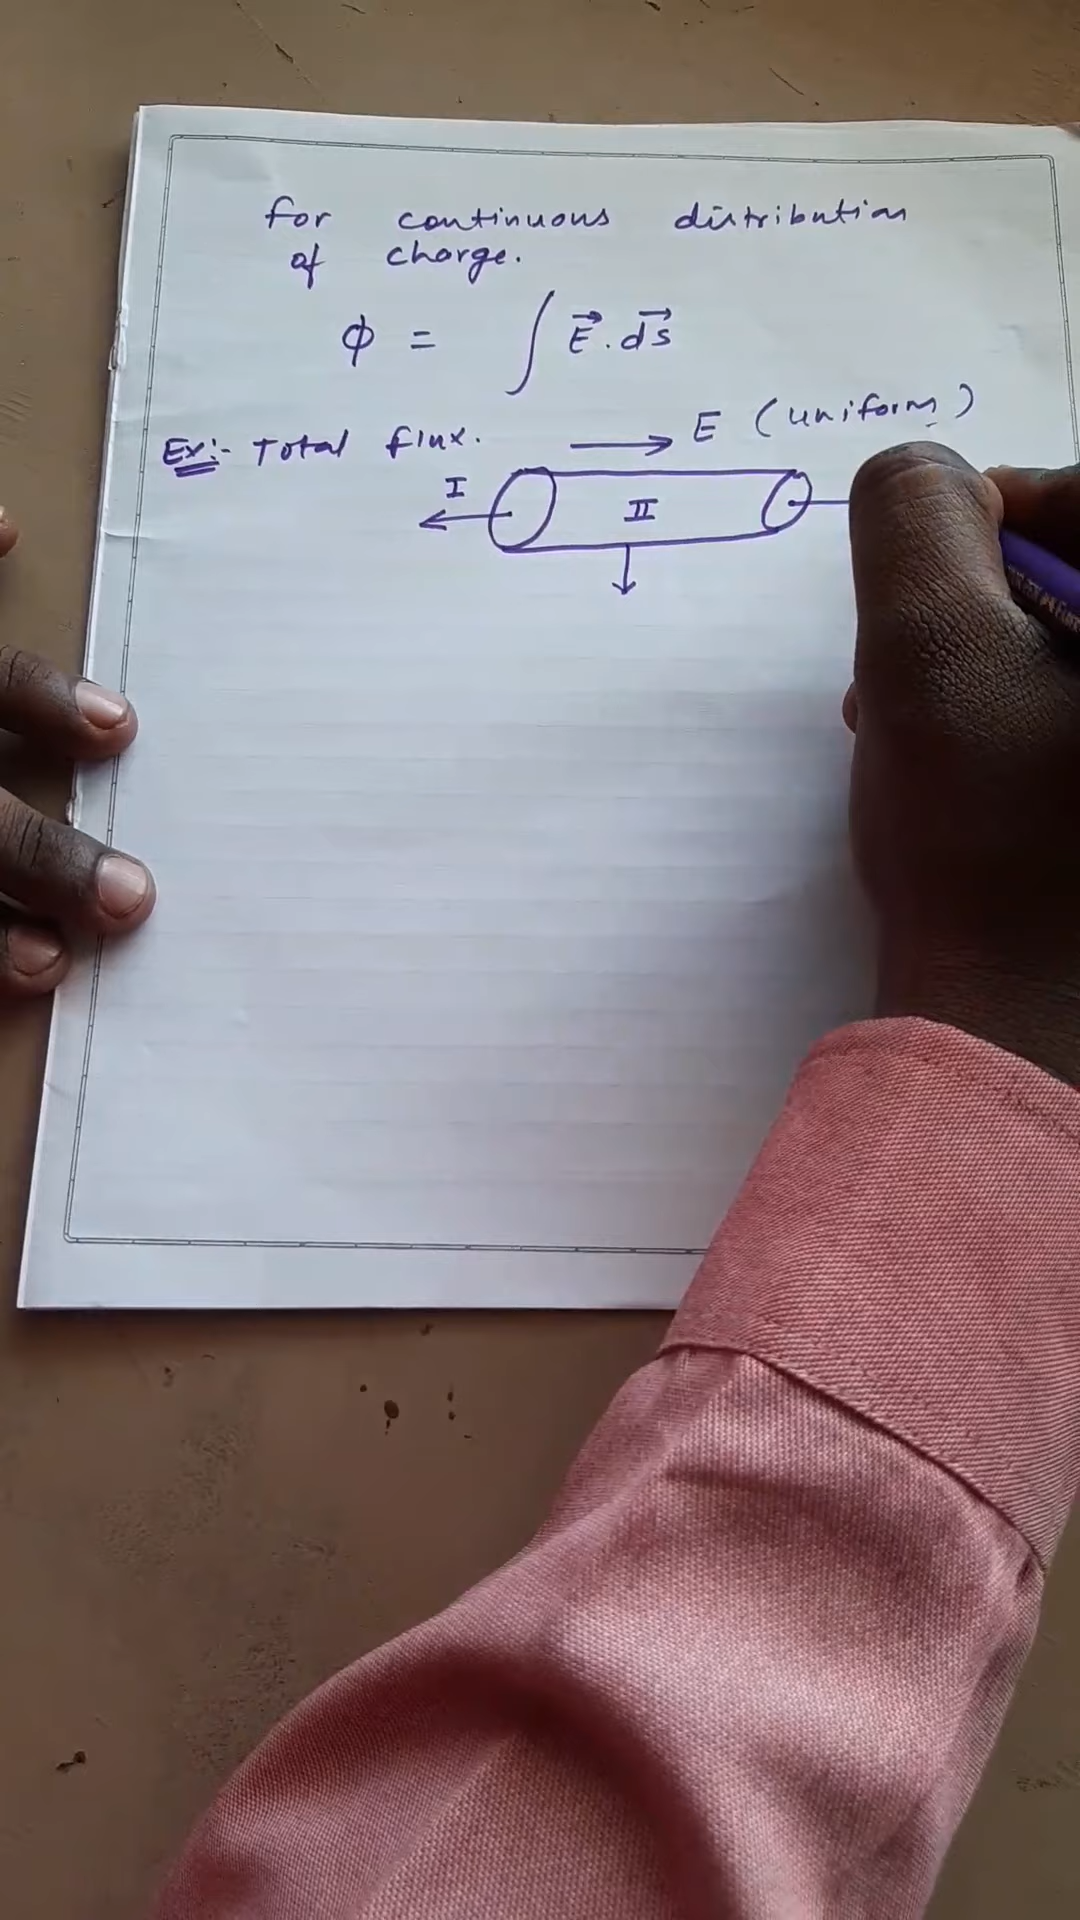 for continuous distribution
of charge.
φ = ∫ E⃗ . ds⃗
Ex:- Total flux. → E (uniform)
I
II